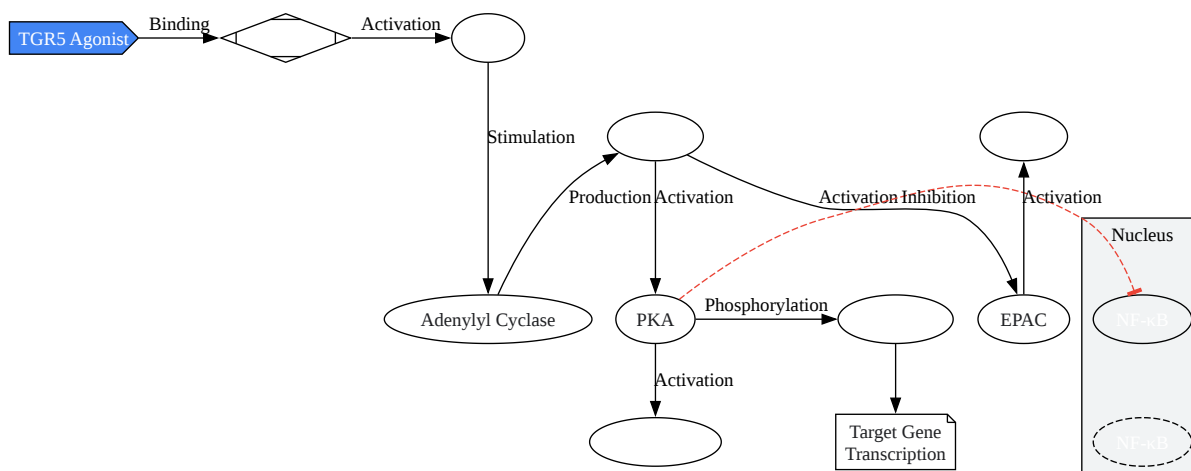 TGR5 Agonist
Binding
Activation
Stimulation
Production
Activation
Activation
Inhibition
Activation
Nucleus
Adenylyl Cyclase
PKA
Phosphorylation
EPAC
NF-κB
Activation
Target Gene
Transcription
NF-κB